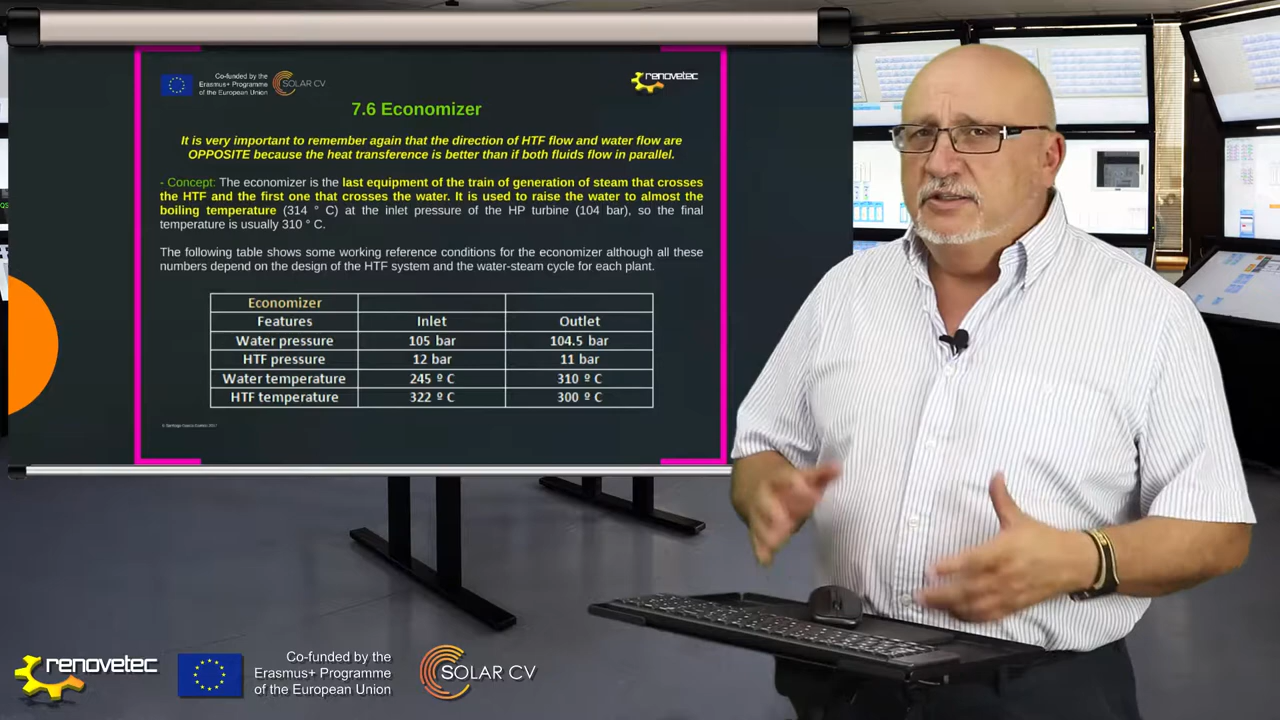 Co-funded by the
Erasmus+ Programme
of the European Union
SOLAR CV
renovetec
7.6 Economizer
It is very important to remember again that the direction of HTF flow and water flow are
OPPOSITE because the heat transference is better than if both fluids flow in parallel.
- Concept: The economizer is the last equipment of the train of generation of steam that crosses
the HTF and the first one that crosses the water. It is used to raise the water to almost the
boiling temperature (314º C) at the inlet pressure of the HP turbine (104 bar), so the final
temperature is usually 310º C.
The following table shows some working reference conditions for the economizer although all these
numbers depend on the design of the HTF system and the water-steam cycle for each plant.
Economizer
Features Inlet Outlet
Water pressure 105 bar 104.5 bar
HTF pressure 12 bar 11 bar
Water temperature 245 º C 310 º C
HTF temperature 322 º C 300 º C
renovetec
Co-funded by the
Erasmus+ Programme
of the European Union
SOLAR CV